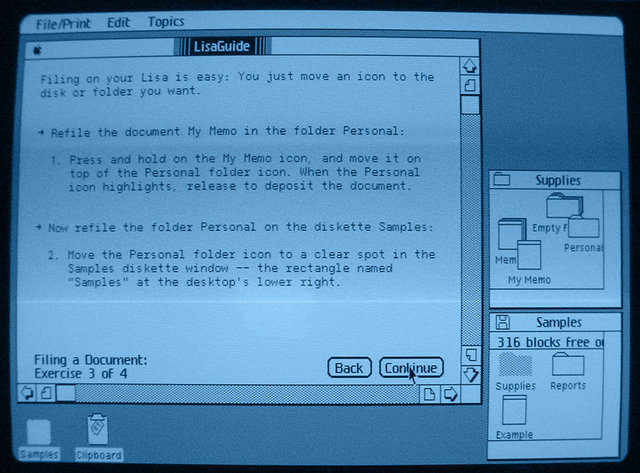 File/Print Edit Topics
LisaGuide
Filing on your Lisa is easy: You just move an icon to the
disk or folder you want.
→ Refile the document My Memo in the folder Personal:
1. Press and hold on the My Memo icon, and move it on
top of the Personal folder icon. When the Personal
icon highlights, release to deposit the document.
→ Now refile the folder Personal on the diskette Samples:
2. Move the Personal folder icon to a clear spot in the
Samples diskette window -- the rectangle named
"Samples" at the desktop's lower right.
Filing a Document:
Exercise 3 of 4
Back
Continue
Supplies
Empty F
Personal
Mem
My Memo
Samples
316 blocks free o
Supplies Reports
Example
Samples Clipboard